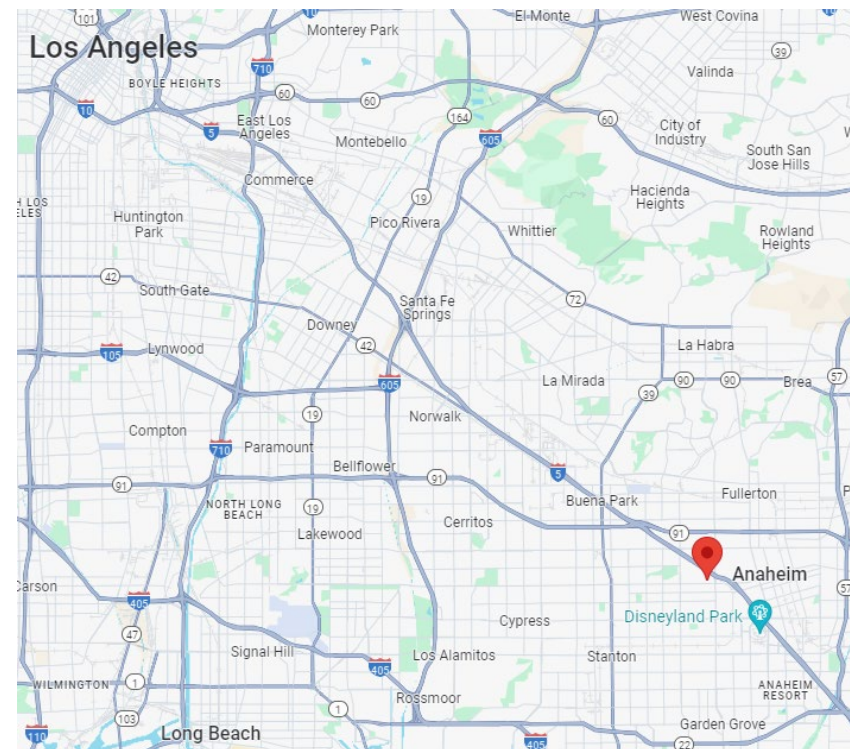 101
El Monte
West Covina
Los Angeles
Monterey Park
39
710
Valinda
BOYLE HEIGHTS
60
60
10
164
60
5
East Los
Angeles
605
City of
Industry
Montebello
South San
Jose Hills
Commerce
19
Hacienda
Heights
H LOS
ELES
Huntington
Park
Pico Rivera
Whittier
Rowland
Heights
42
South Gate
72
Santa Fe
Springs
Downey
42
105
Lynwood
La Habra
605
La Mirada
90
90
Brea
57
39
19
Norwalk
Compton
710
Paramount
Bellflower
5
91
91
Buena Park
Fullerton
NORTH LONG
BEACH
19
Cerritos
Lakewood
91
Anaheim
Carson
57
405
Disneyland Park
Cypress
47
Signal Hill
Los Alamitos
Stanton
405
WILMINGTON
1
ANAHEIM
RESORT
Rossmoor
103
1
Garden Grove
110
Long Beach
405
22